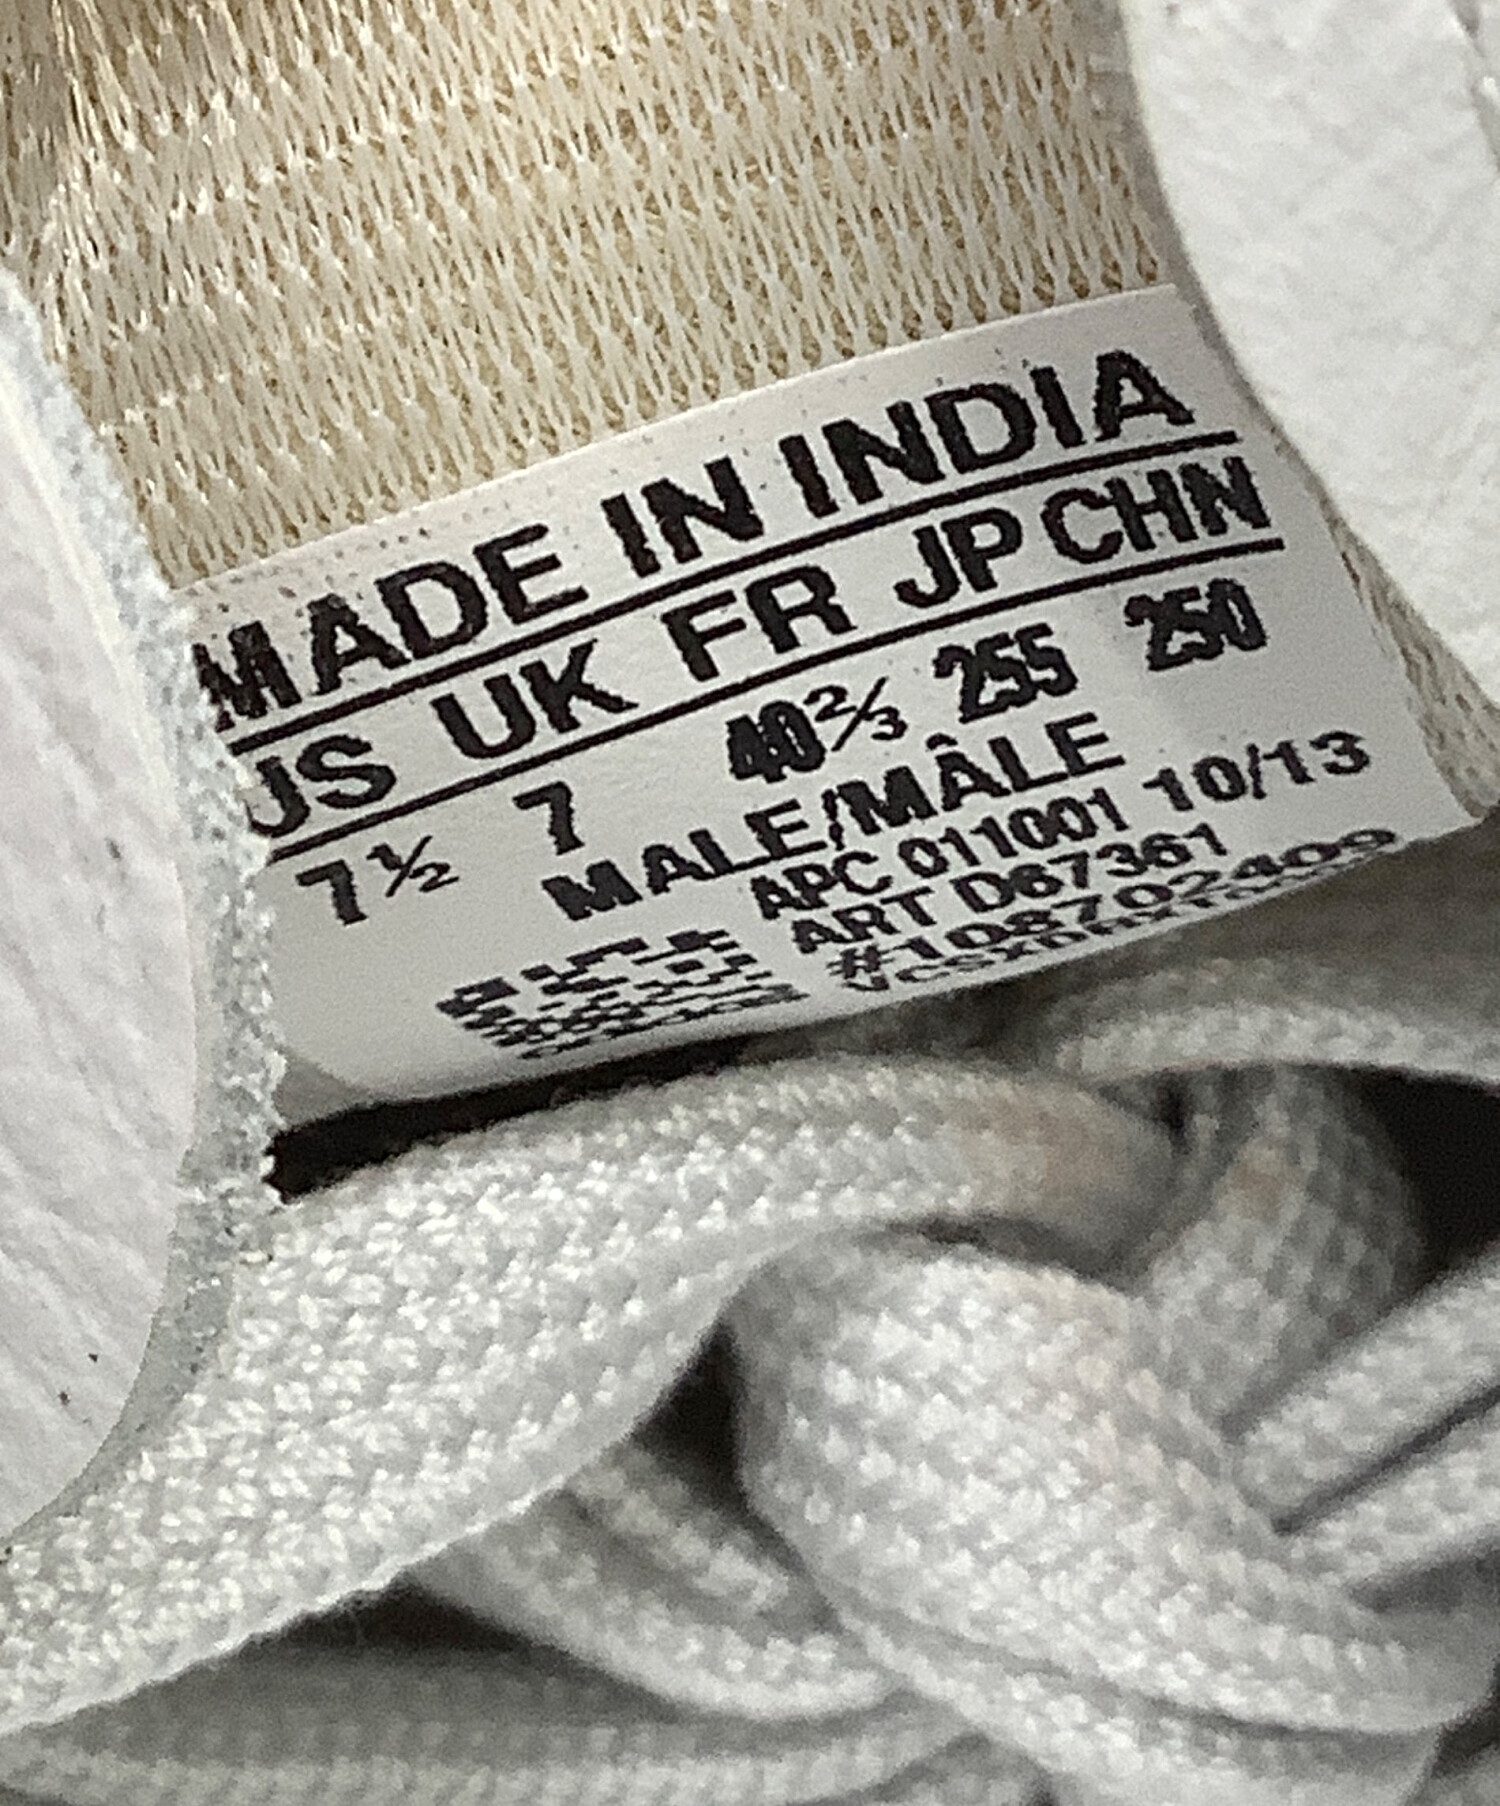 MADE IN INDIA
US UK FR JP CHN
7½ 7 40⅔ 255 250
MALE/MÂLE
APC 011001 10/13
ART D67361
#108702409